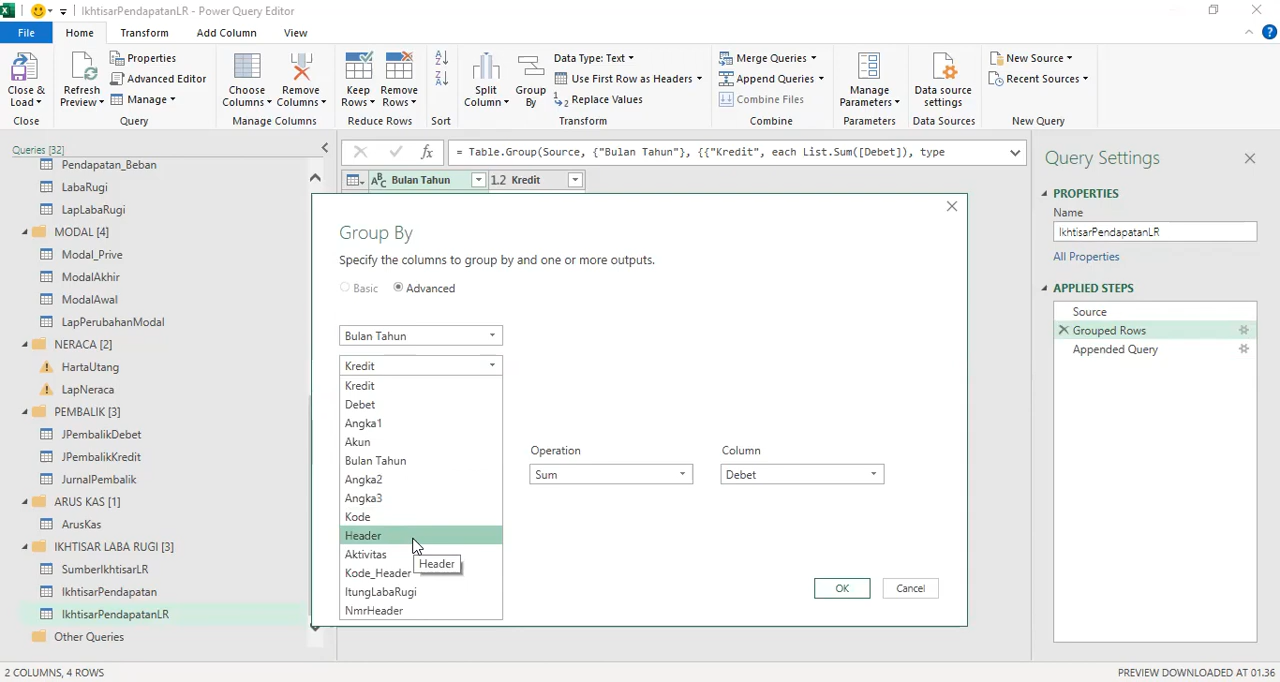 IkhtisarPendapatanLR - Power Query Editor
File
Home
Transform
Add Column
View
Close &
Load
Close
Refresh
Preview
Properties
Advanced Editor
Manage
Query
Choose
Columns
Remove
Columns
Manage Columns
Keep
Rows
Remove
Rows
Reduce Rows
Sort
Split
Column
Group
By
Data Type: Text
Use First Row as Headers
Replace Values
Transform
Merge Queries
Append Queries
Combine Files
Combine
Manage
Parameters
Parameters
Data source
settings
Data Sources
New Source
Recent Sources
New Query
Queries [32]
Pendapatan_Beban
LabaRugi
LapLabaRugi
MODAL [4]
Modal_Prive
ModalAkhir
ModalAwal
LapPerubahanModal
NERACA [2]
HartaUtang
LapNeraca
PEMBALIK [3]
JPembalikDebet
JPembalikKredit
JurnalPembalik
ARUS KAS [1]
ArusKas
IKHTISAR LABA RUGI [3]
SumberIkhtisarLR
IkhtisarPendapatan
IkhtisarPendapatanLR
Other Queries
fx
= Table.Group(Source, {"Bulan Tahun"}, {{"Kredit", each List.Sum([Debet]), type
ABC Bulan Tahun
1.2 Kredit
Group By
Specify the columns to group by and one or more outputs.
Basic
Advanced
Bulan Tahun
Kredit
Kredit
Debet
Angka1
Akun
Bulan Tahun
Angka2
Angka3
Kode
Header
Aktivitas
Kode_Header
ItungLabaRugi
NmrHeader
Header
Operation
Sum
Column
Debet
OK
Cancel
Query Settings
PROPERTIES
Name
IkhtisarPendapatanLR
All Properties
APPLIED STEPS
Source
Grouped Rows
Appended Query
2 COLUMNS, 4 ROWS
PREVIEW DOWNLOADED AT 01.36